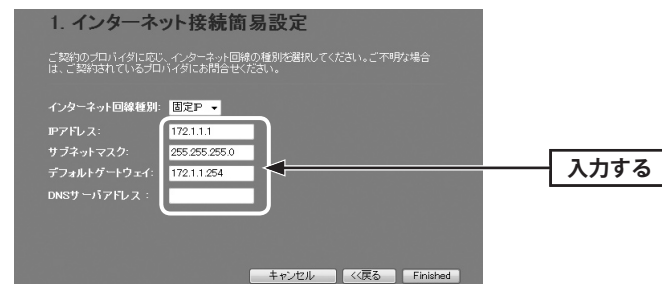 1. インターネット接続簡易設定
ご契約のプロバイダに応じ、インターネット回線の種別を選択してください。ご不明な場合
は、ご契約されているプロバイダにお問合せください。
インターネット回線種別: 固定IP
IPアドレス: 172.1.1.1
サブネットマスク: 255.255.255.0
デフォルトゲートウェイ: 172.1.1.254
DNSサーバアドレス :
入力する
キャンセル <<戻る Finished